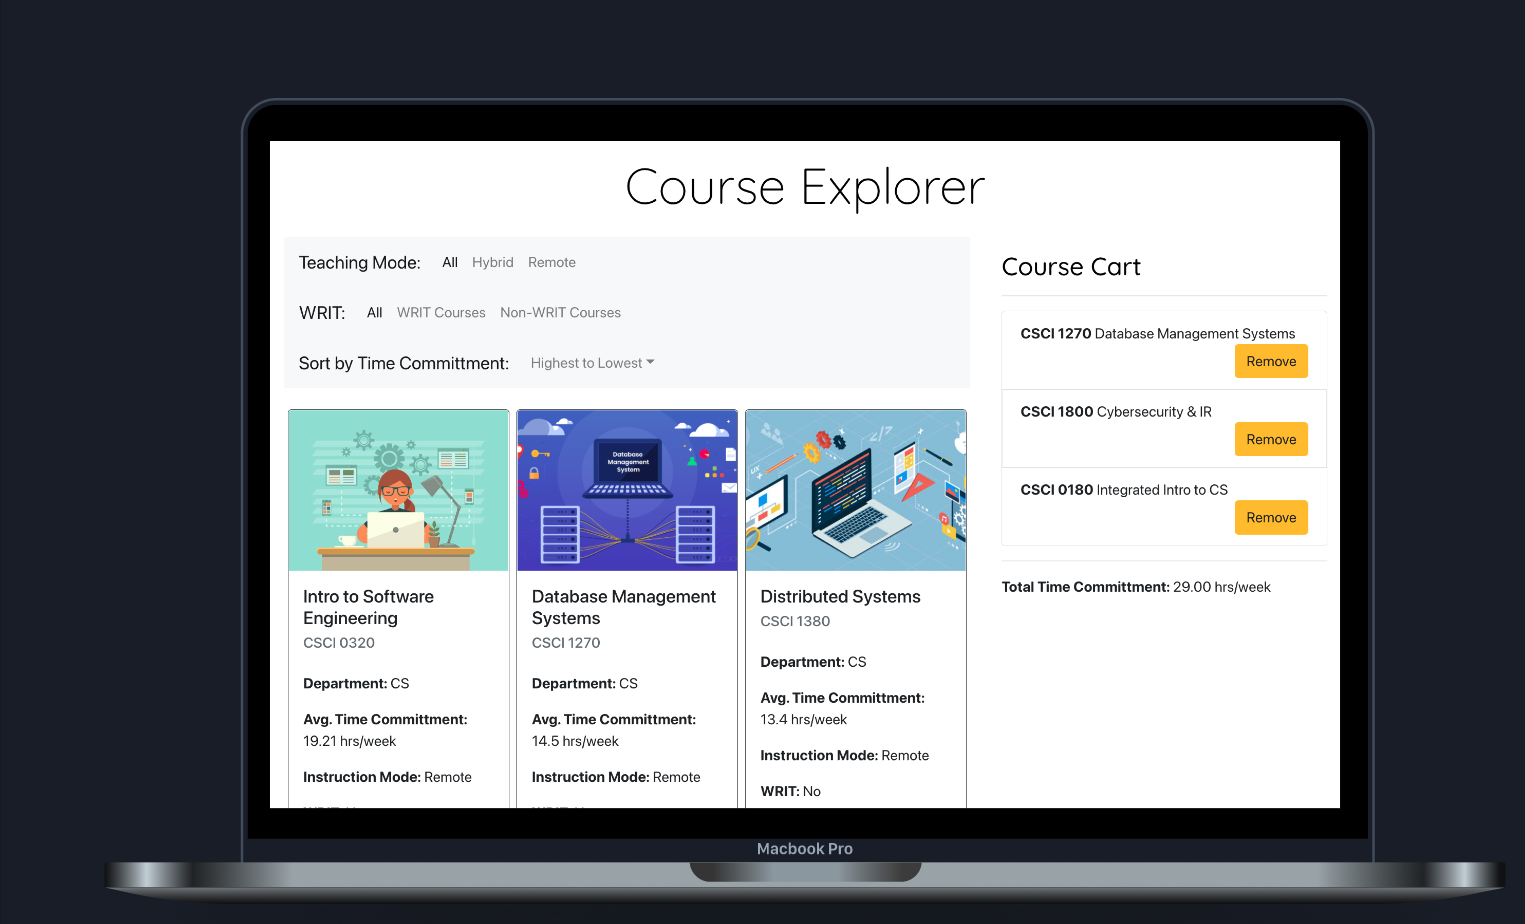 Course Explorer
Teaching Mode: All Hybrid Remote
WRIT: All WRIT Courses Non-WRIT Courses
Sort by Time Committment: Highest to Lowest
Database
Management
System
Intro to Software
Engineering
CSCI 0320
Department: CS
Avg. Time Committment:
19.21 hrs/week
Instruction Mode: Remote
Database Management
Systems
CSCI 1270
Department: CS
Avg. Time Committment:
14.5 hrs/week
Instruction Mode: Remote
UX
</>
Distributed Systems
CSCI 1380
Department: CS
Avg. Time Committment:
13.4 hrs/week
Instruction Mode: Remote
WRIT: No
Course Cart
CSCI 1270 Database Management Systems
Remove
CSCI 1800 Cybersecurity & IR
Remove
CSCI 0180 Integrated Intro to CS
Remove
Total Time Committment: 29.00 hrs/week
Macbook Pro